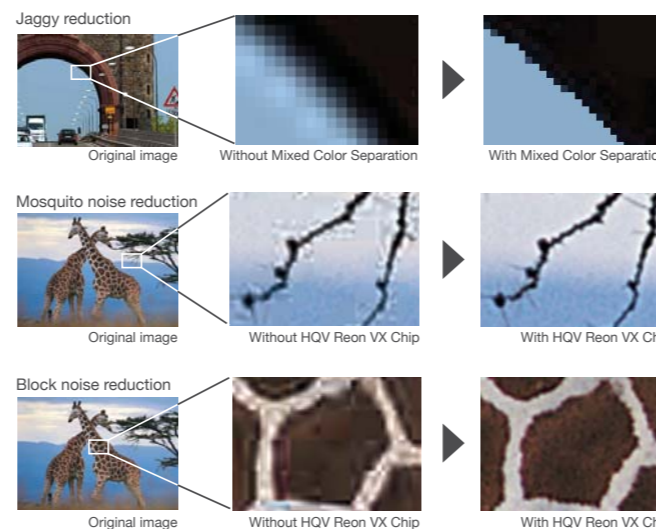 Jaggy reduction
Original image
Without Mixed Color Separation
With Mixed Color Separatio
Mosquito noise reduction
Original image
Without HQV Reon VX Chip
With HQV Reon VX Ch
Block noise reduction
Original image
Without HQV Reon VX Chip
With HQV Reon VX Ch